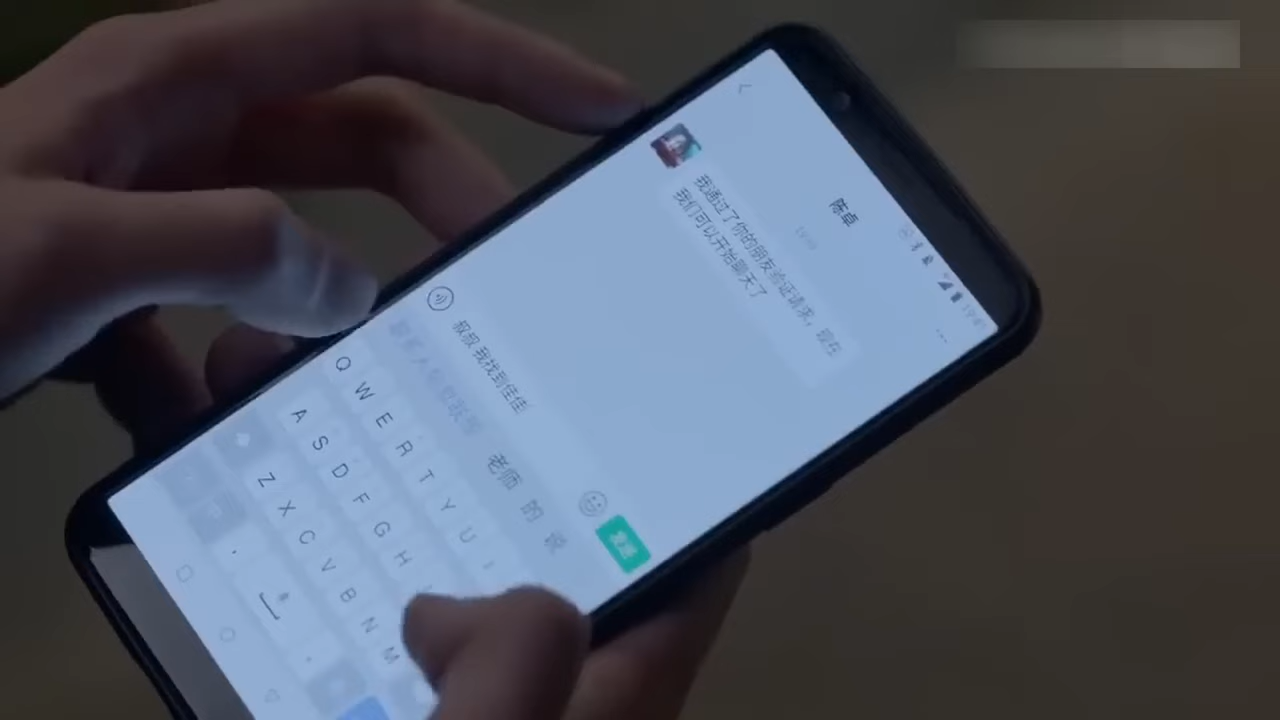 陈卓
我通过了你的朋友验证请求，现在
我们可以开始聊天了
叔叔 我找到佳佳
发送
老师 的 说
Q W E R T Y U I
A S D F G H
Z X C V B N M